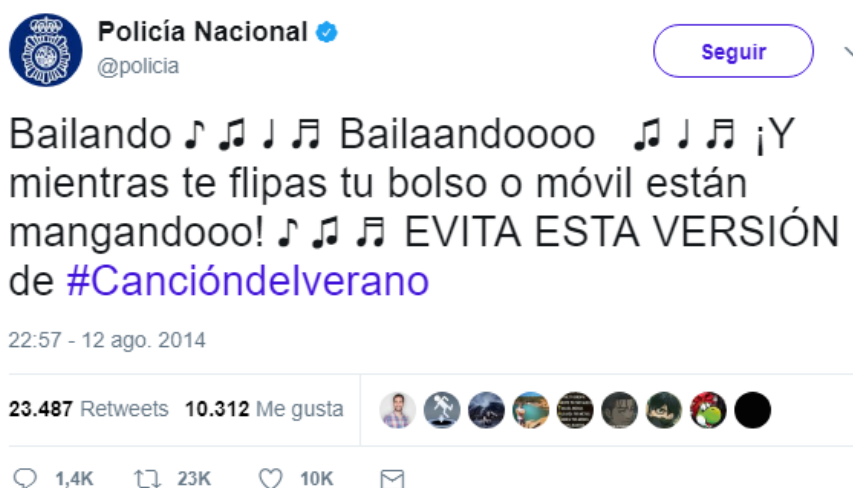 Policía Nacional
@policia
Seguir
Bailando ♪ ♫ ♩ ♬ Bailaandoooo ♫ ♩ ♬ ¡Y
mientras te flipas tu bolso o móvil están
mangandooo! ♪ ♫ ♬ EVITA ESTA VERSIÓN
de #Cancióndelverano
22:57 - 12 ago. 2014
23.487 Retweets 10.312 Me gusta
1,4K 23K 10K